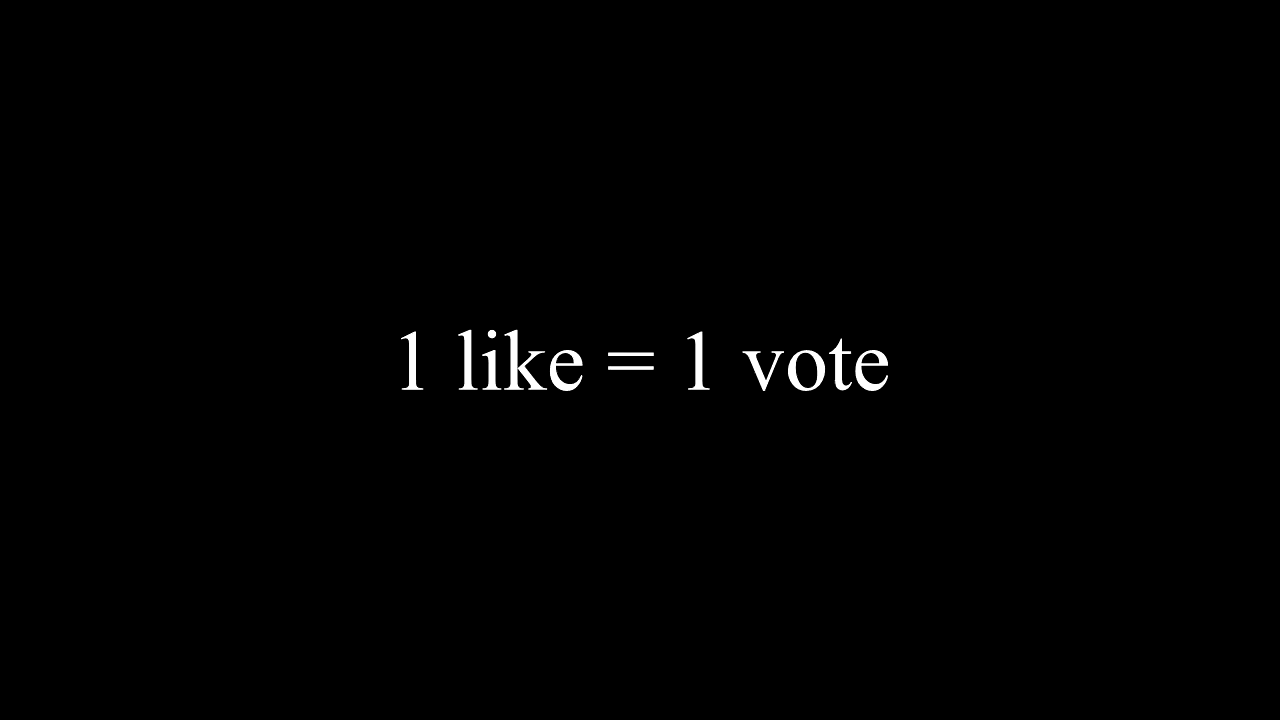 1 like = 1 vote